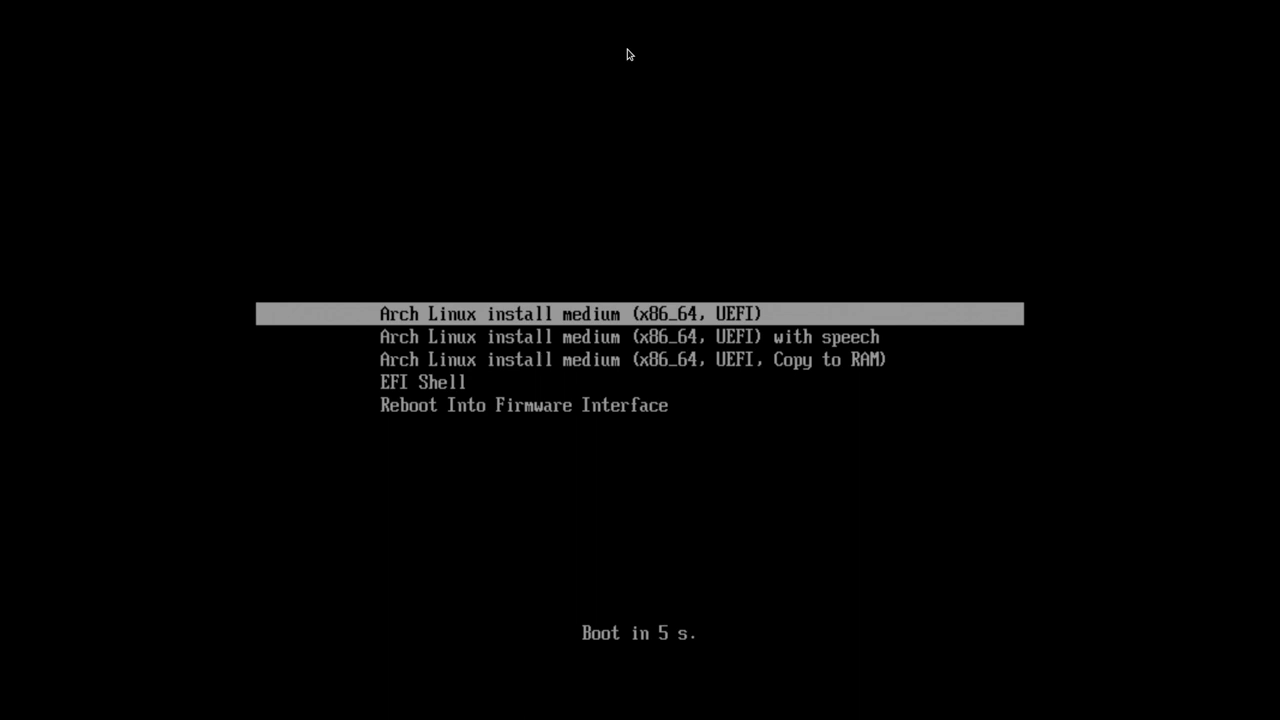 Arch Linux install medium (x86_64, UEFI)
Arch Linux install medium (x86_64, UEFI) with speech
Arch Linux install medium (x86_64, UEFI, Copy to RAM)
EFI Shell
Reboot Into Firmware Interface
Boot in 5 s.